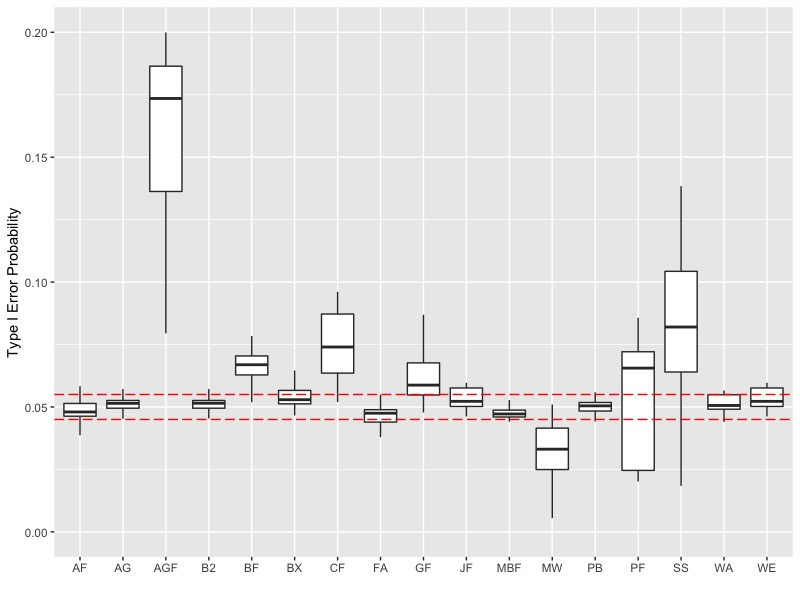 Type I Error Probability
0.20
0.15
0.10
0.05
0.00
AF AG AGF B2 BF BX CF FA GF JF MBF MW PB PF SS WA WE